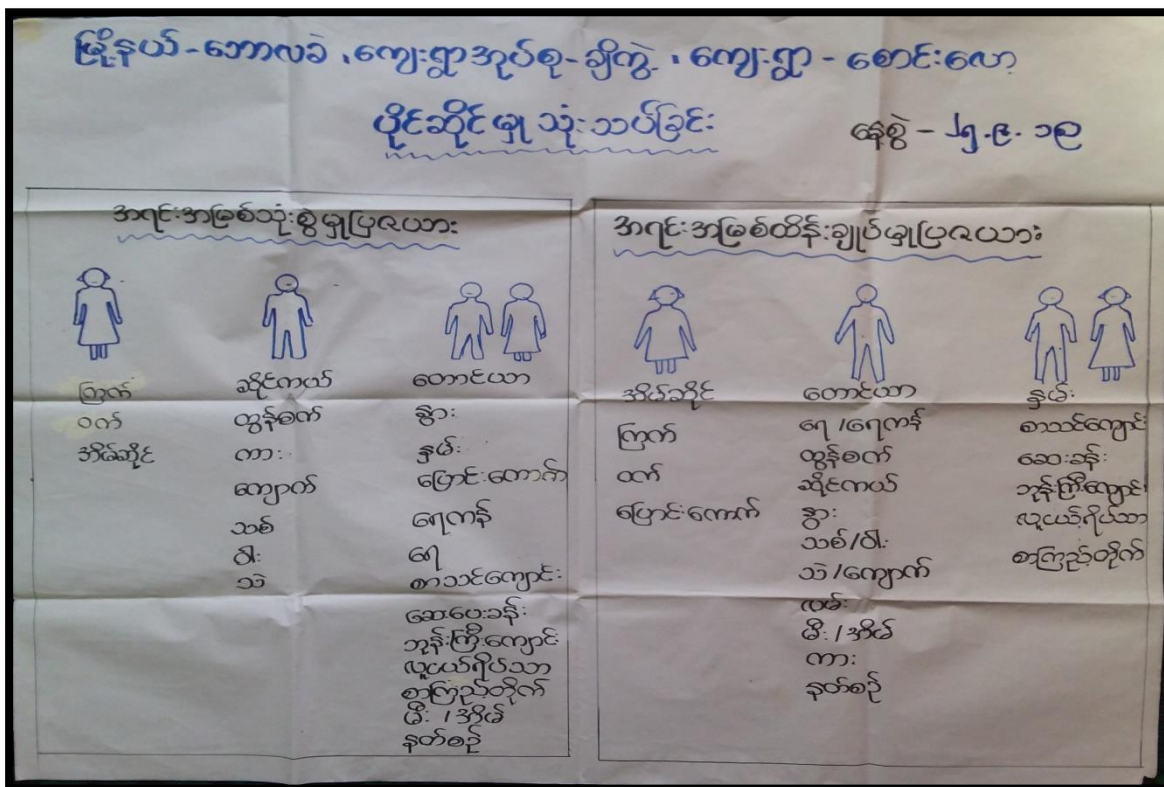 မြို့နယ်-ဘောလခဲ ၊ ကျေးရွာအုပ်စု-ချီကွဲ ၊ ကျေးရွာ - စောင်းလော့
ပိုင်ဆိုင်မှု သုံးသပ်ခြင်း
နေ့စွဲ - ၂၅.၉.၁၉
အရင်းအမြစ်သုံးစွဲမှုပြဇယား
ကြက်
ဝက်
အိမ်ဆိုင်
ဆိုင်ကယ်
ထွန်စက်
ကား
ကျောက်
သစ်
ဝါး
သဲ
တောင်ယာ
နွား
နှမ်း
ပြောင်းကောက်
ရေကန်
ရေ
စာသင်ကျောင်း
ဆေးပေးခန်း
ဘုန်းကြီးကျောင်း
လူငယ်ရိပ်သာ
စာကြည့်တိုက်
မီး / အိမ်
နတ်စဉ်
အရင်းအမြစ်ထိန်းချုပ်မှုပြဇယား
အိမ်ဆိုင်
ကြက်
ဝက်
ပြောင်းကောက်
တောင်ယာ
ရေ / ရေကန်
ထွန်စက်
ဆိုင်ကယ်
နွား
သစ်/ဝါး
သဲ / ကျောက်
လမ်း
မီး / အိမ်
ကား
နတ်စဉ်
နှမ်း
စာသင်ကျောင်း
ဆေးခန်း
ဘုန်းကြီးကျောင်း
လူငယ်ရိပ်သာ
စာကြည့်တိုက်